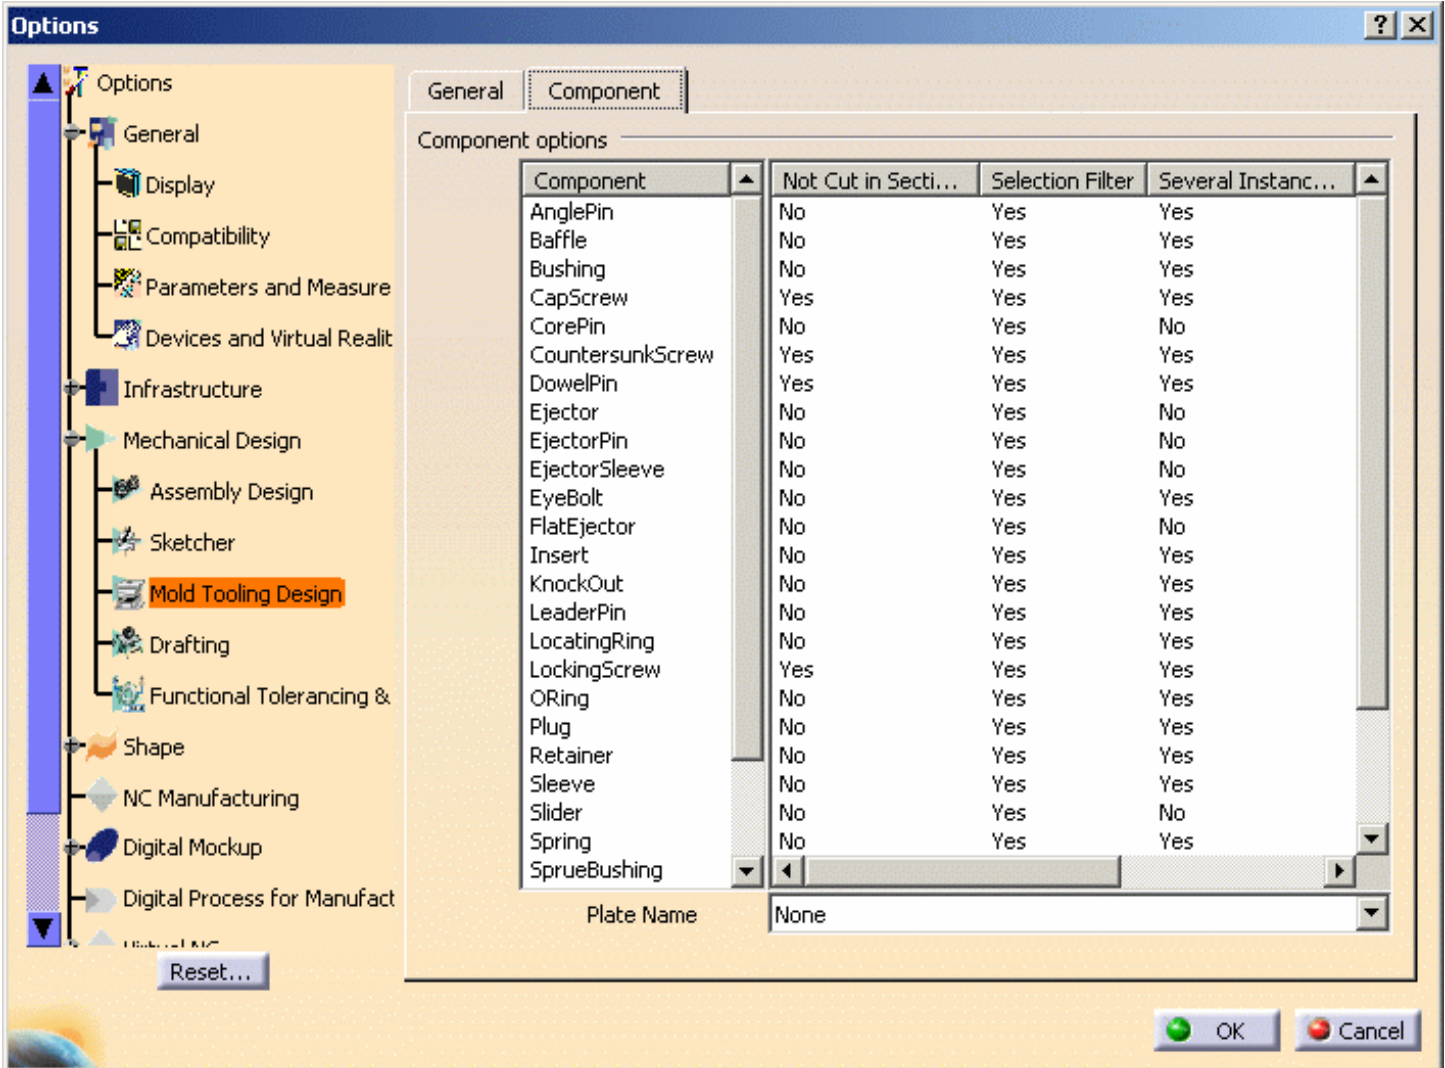 Options
Options
General
Display
Compatibility
Parameters and Measure
Devices and Virtual Realit
Infrastructure
Mechanical Design
Assembly Design
Sketcher
Mold Tooling Design
Drafting
Functional Tolerancing &
Shape
NC Manufacturing
Digital Mockup
Digital Process for Manufact
Reset...
General Component
Component options
Component Not Cut in Secti... Selection Filter Several Instanc...
AnglePin No Yes Yes
Baffle No Yes Yes
Bushing No Yes Yes
CapScrew Yes Yes Yes
CorePin No Yes No
CountersunkScrew Yes Yes Yes
DowelPin Yes Yes Yes
Ejector No Yes No
EjectorPin No Yes No
EjectorSleeve No Yes No
EyeBolt No Yes Yes
FlatEjector No Yes No
Insert No Yes Yes
KnockOut No Yes Yes
LeaderPin No Yes Yes
LocatingRing No Yes Yes
LockingScrew Yes Yes Yes
ORing No Yes Yes
Plug No Yes Yes
Retainer No Yes Yes
Sleeve No Yes Yes
Slider No Yes No
Spring No Yes Yes
SprueBushing
Plate Name None
OK Cancel